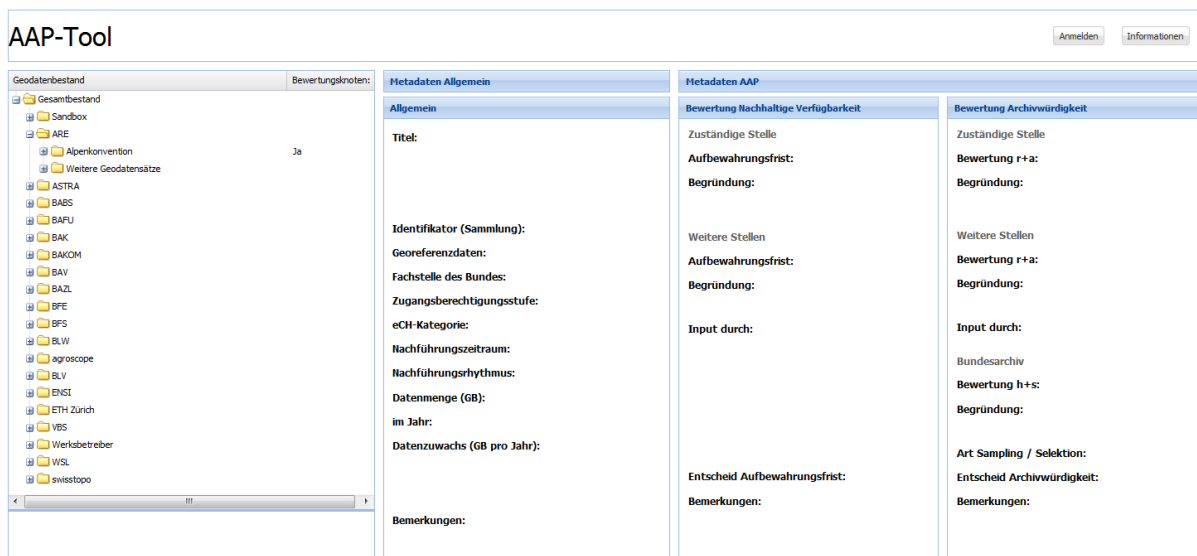 AAP-Tool
Anmelden
Informationen
Geodatenbestand
Bewertungsknoten:
Gesamtbestand
Sandbox
ARE
Alpenkonvention
Ja
Weitere Geodatensätze
ASTRA
BABS
BAFU
BAK
BAKOM
BAV
BAZL
BFE
BFS
BLW
agroscope
BLV
ENSI
ETH Zürich
VBS
Werksbetreiber
WSL
swisstopo
Metadaten Allgemein
Allgemein
Titel:
Identifikator (Sammlung):
Georeferenzdaten:
Fachstelle des Bundes:
Zugangsberechtigungsstufe:
eCH-Kategorie:
Nachführungszeitraum:
Nachführungsrhythmus:
Datenmenge (GB):
im Jahr:
Datenzuwachs (GB pro Jahr):
Bemerkungen:
Metadaten AAP
Bewertung Nachhaltige Verfügbarkeit
Zuständige Stelle
Aufbewahrungsfrist:
Begründung:
Weitere Stellen
Aufbewahrungsfrist:
Begründung:
Input durch:
Entscheid Aufbewahrungsfrist:
Bemerkungen:
Bewertung Archivwürdigkeit
Zuständige Stelle
Bewertung r+a:
Begründung:
Weitere Stellen
Bewertung r+a:
Begründung:
Input durch:
Bundesarchiv
Bewertung h+s:
Begründung:
Art Sampling / Selektion:
Entscheid Archivwürdigkeit:
Bemerkungen: